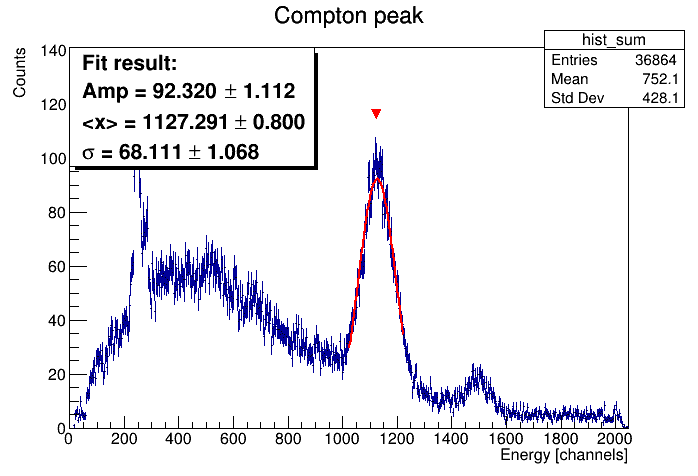 Compton peak
hist_sum
Entries 36864
Mean 752.1
Std Dev 428.1
Fit result:
Amp = 92.320 ± 1.112
<x> = 1127.291 ± 0.800
σ = 68.111 ± 1.068
Counts
140
120
100
80
60
40
20
0
0 200 400 600 800 1000 1200 1400 1600 1800 2000
Energy [channels]